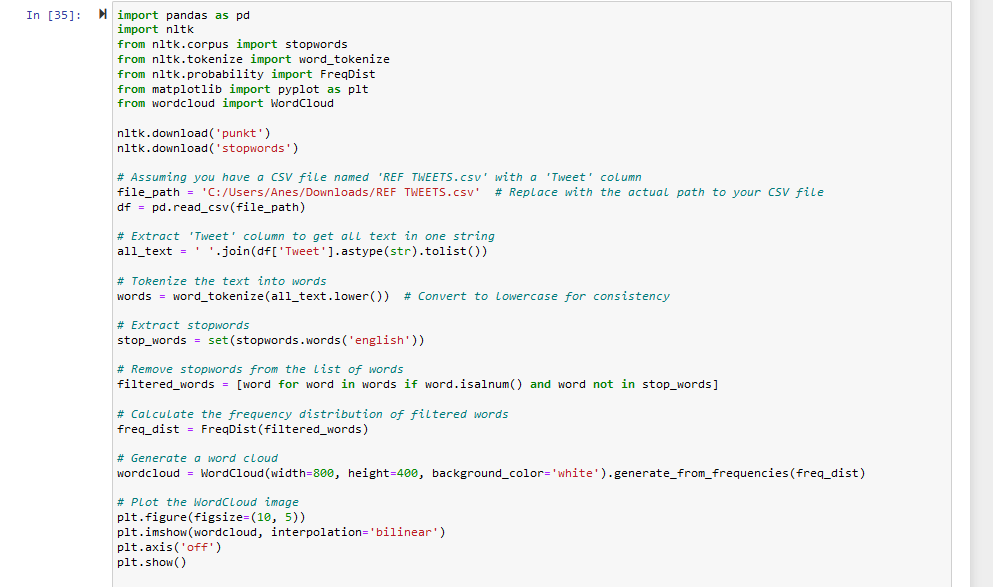 In [35]:
import pandas as pd
import nltk
from nltk.corpus import stopwords
from nltk.tokenize import word_tokenize
from nltk.probability import FreqDist
from matplotlib import pyplot as plt
from wordcloud import WordCloud
nltk.download('punkt')
nltk.download('stopwords')
# Assuming you have a CSV file named 'REF TWEETS.csv' with a 'Tweet' column
file_path = 'C:/Users/Anes/Downloads/REF TWEETS.csv'  # Replace with the actual path to your CSV file
df = pd.read_csv(file_path)
# Extract 'Tweet' column to get all text in one string
all_text = ' '.join(df['Tweet'].astype(str).tolist())
# Tokenize the text into words
words = word_tokenize(all_text.lower())  # Convert to lowercase for consistency
# Extract stopwords
stop_words = set(stopwords.words('english'))
# Remove stopwords from the list of words
filtered_words = [word for word in words if word.isalnum() and word not in stop_words]
# Calculate the frequency distribution of filtered words
freq_dist = FreqDist(filtered_words)
# Generate a word cloud
wordcloud = WordCloud(width=800, height=400, background_color='white').generate_from_frequencies(freq_dist)
# Plot the WordCloud image
plt.figure(figsize=(10, 5))
plt.imshow(wordcloud, interpolation='bilinear')
plt.axis('off')
plt.show()